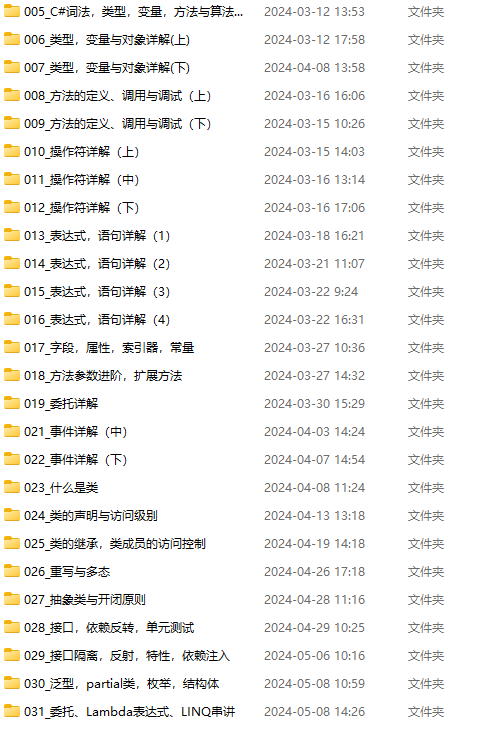 005_C#词法，类型，变量，方法与算法... 2024-03-12 13:53 文件夹
006_类型，变量与对象详解(上) 2024-03-12 17:58 文件夹
007_类型，变量与对象详解(下) 2024-04-08 13:58 文件夹
008_方法的定义、调用与调试（上） 2024-03-16 16:06 文件夹
009_方法的定义、调用与调试（下） 2024-03-15 10:26 文件夹
010_操作符详解（上） 2024-03-15 14:03 文件夹
011_操作符详解（中） 2024-03-16 13:14 文件夹
012_操作符详解（下） 2024-03-16 17:06 文件夹
013_表达式，语句详解（1） 2024-03-18 16:21 文件夹
014_表达式，语句详解（2） 2024-03-21 11:07 文件夹
015_表达式，语句详解（3） 2024-03-22 9:24 文件夹
016_表达式，语句详解（4） 2024-03-22 16:31 文件夹
017_字段，属性，索引器，常量 2024-03-27 10:36 文件夹
018_方法参数进阶，扩展方法 2024-03-27 14:32 文件夹
019_委托详解 2024-03-30 15:29 文件夹
021_事件详解（中） 2024-04-03 14:24 文件夹
022_事件详解（下） 2024-04-07 14:54 文件夹
023_什么是类 2024-04-08 11:24 文件夹
024_类的声明与访问级别 2024-04-13 13:18 文件夹
025_类的继承，类成员的访问控制 2024-04-19 14:18 文件夹
026_重写与多态 2024-04-26 17:18 文件夹
027_抽象类与开闭原则 2024-04-28 11:16 文件夹
028_接口，依赖反转，单元测试 2024-04-29 10:25 文件夹
029_接口隔离，反射，特性，依赖注入 2024-05-06 10:16 文件夹
030_泛型，partial类，枚举，结构体 2024-05-08 10:59 文件夹
031_委托、Lambda表达式、LINQ串讲 2024-05-08 14:26 文件夹